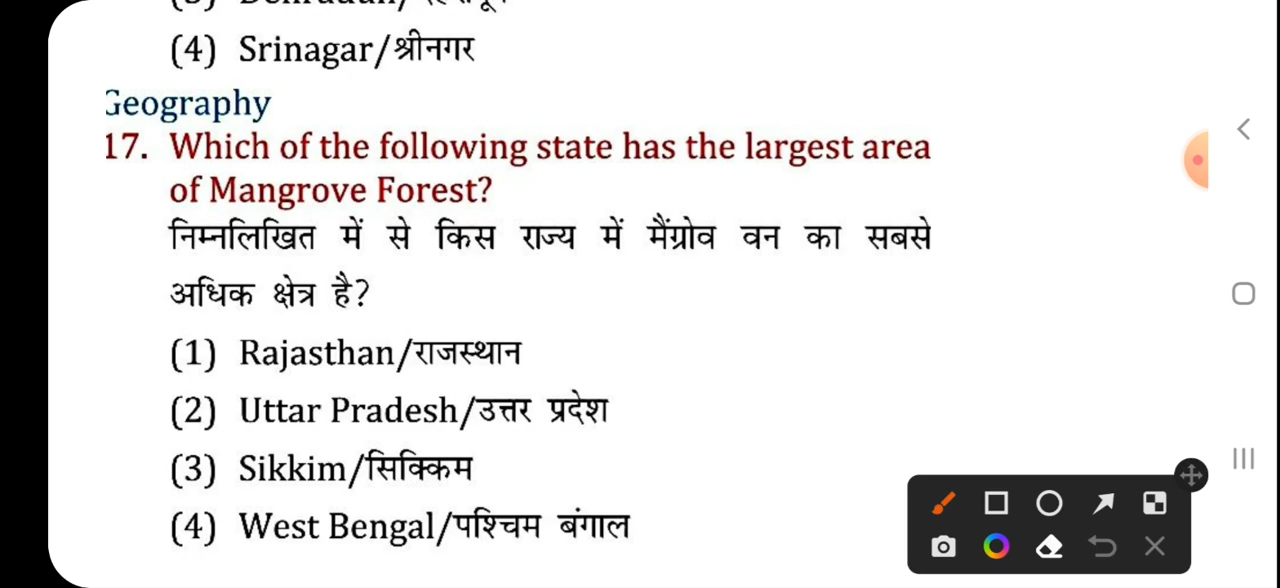 (4) Srinagar/श्रीनगर
Geography
17. Which of the following state has the largest area
of Mangrove Forest?
निम्नलिखित में से किस राज्य में मैंग्रोव वन का सबसे
अधिक क्षेत्र है?
(1) Rajasthan/राजस्थान
(2) Uttar Pradesh/उत्तर प्रदेश
(3) Sikkim/सिक्किम
(4) West Bengal/पश्चिम बंगाल